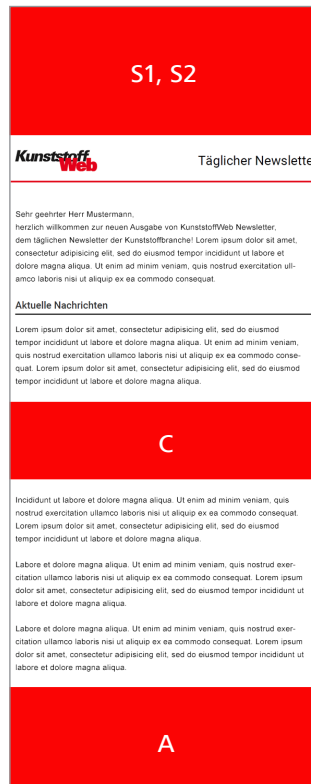 S1, S2
Kunststoff
Web
Täglicher Newslette
Sehr geehrter Herr Mustermann,
herzlich willkommen zur neuen Ausgabe von KunststoffWeb Newsletter,
dem täglichen Newsletter der Kunststoffbranche! Lorem ipsum dolor sit amet,
consectetur adipisicing elit, sed do eiusmod tempor incididunt ut labore et
dolore magna aliqua. Ut enim ad minim veniam, quis nostrud exercitation ull-
amco laboris nisi ut aliquip ex ea commodo consequat.
Aktuelle Nachrichten
Lorem ipsum dolor sit amet, consectetur adipisicing elit, sed do eiusmod
tempor incididunt ut labore et dolore magna aliqua. Ut enim ad minim veniam,
quis nostrud exercitation ullamco laboris nisi ut aliquip ex ea commodo conse-
quat. Lorem ipsum dolor sit amet, consectetur adipisicing elit, sed do eiusmod
tempor incididunt ut labore et dolore magna aliqua.
C
Incididunt ut labore et dolore magna aliqua. Ut enim ad minim veniam, quis
nostrud exercitation ullamco laboris nisi ut aliquip ex ea commodo consequat.
Lorem ipsum dolor sit amet, consectetur adipisicing elit, sed do eiusmod
tempor incididunt ut labore et dolore magna aliqua.
Labore et dolore magna aliqua. Ut enim ad minim veniam, quis nostrud exer-
citation ullamco laboris nisi ut aliquip ex ea commodo consequat. Lorem ipsum
dolor sit amet, consectetur adipisicing elit, sed do eiusmod tempor incididunt ut
labore et dolore magna aliqua.
Labore et dolore magna aliqua. Ut enim ad minim veniam, quis nostrud exer-
citation ullamco laboris nisi ut aliquip ex ea commodo consequat. Lorem ipsum
dolor sit amet, consectetur adipisicing elit, sed do eiusmod tempor incididunt ut
labore et dolore magna aliqua.
A